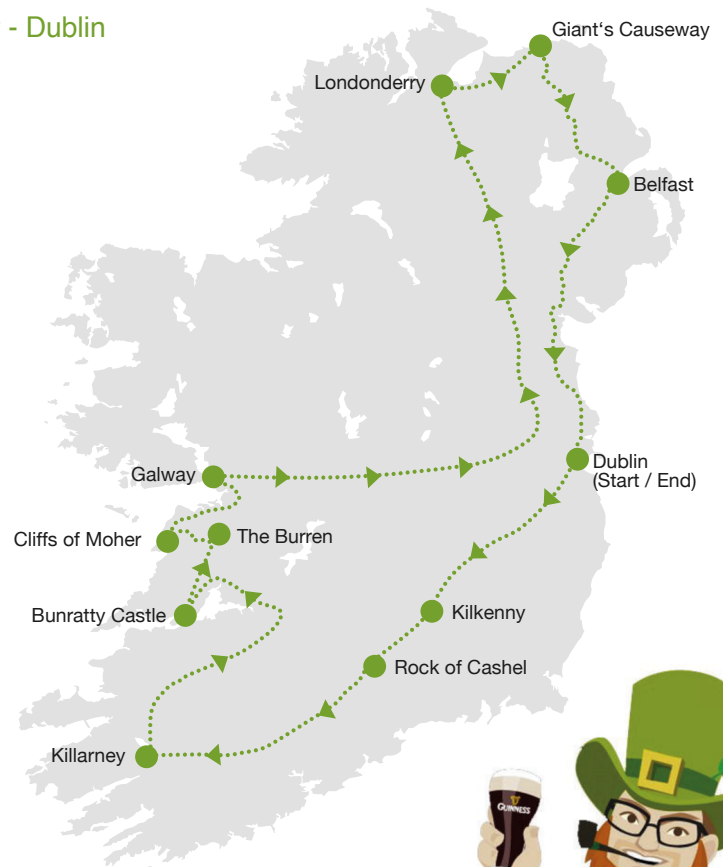 - Dublin
Giant‘s Causeway
Londonderry
Belfast
Galway
Dublin
(Start / End)
Cliffs of Moher
The Burren
Bunratty Castle
Kilkenny
Rock of Cashel
Killarney
GUINNESS